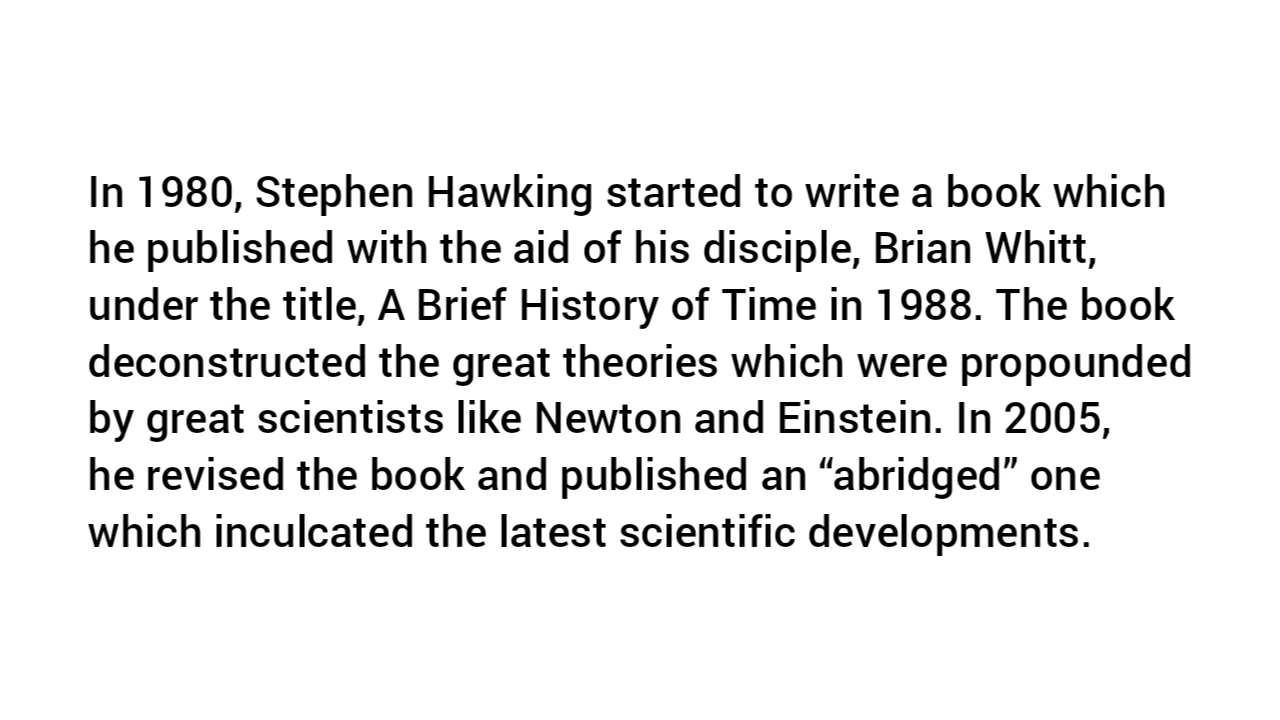 In 1980, Stephen Hawking started to write a book which
he published with the aid of his disciple, Brian Whitt,
under the title, A Brief History of Time in 1988. The book
deconstructed the great theories which were propounded
by great scientists like Newton and Einstein. In 2005,
he revised the book and published an “abridged” one
which inculcated the latest scientific developments.